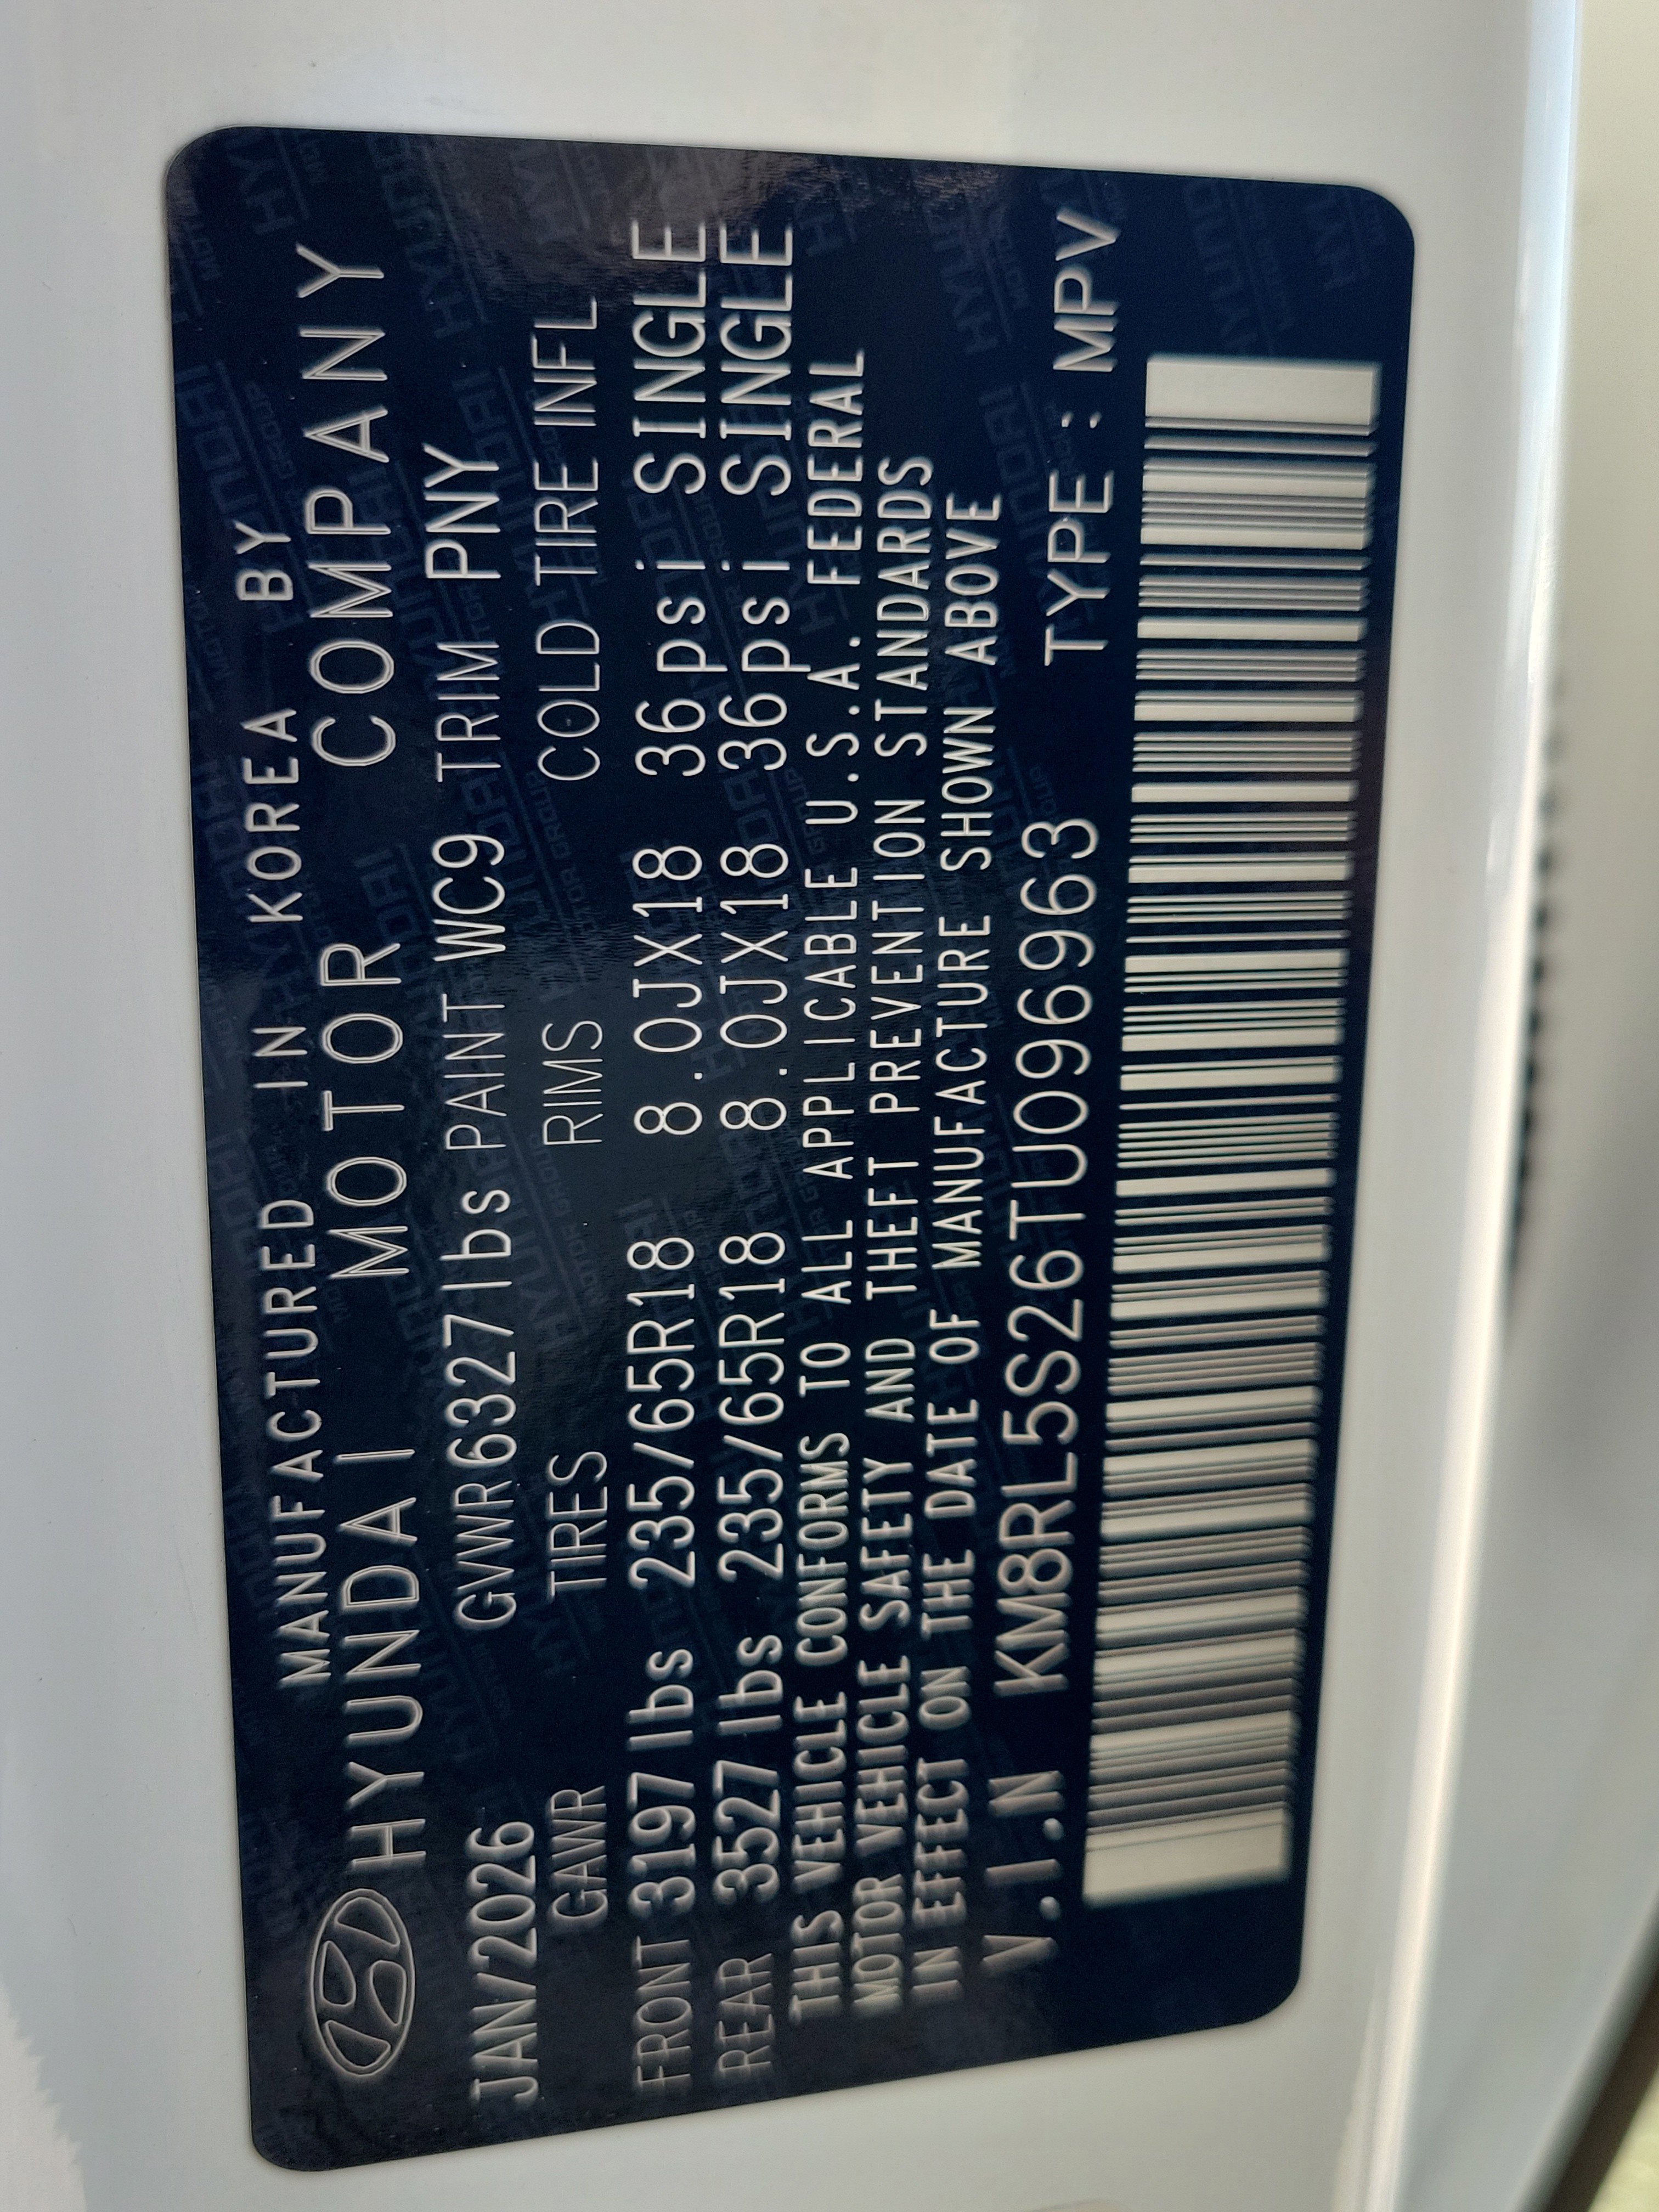 MANUFACTURED IN KOREA BY
HYUNDAI MOTOR COMPANY
JAN/2026 GVWR6327lbs PAINT WC9 TRIM PNY
GAWR TIRES RIMS COLD TIRE INFL
FRONT 3197lbs 235/65R18 8.0JX18 36psi SINGLE
REAR 3527lbs 235/65R18 8.0JX18 36psi SINGLE
THIS VEHICLE CONFORMS TO ALL APPLICABLE U.S.A. FEDERAL
MOTOR VEHICLE SAFETY AND THEFT PREVENTION STANDARDS
IN EFFECT ON THE DATE OF MANUFACTURE SHOWN ABOVE
V.I.N KM8RL5S26TU096963 TYPE: MPV